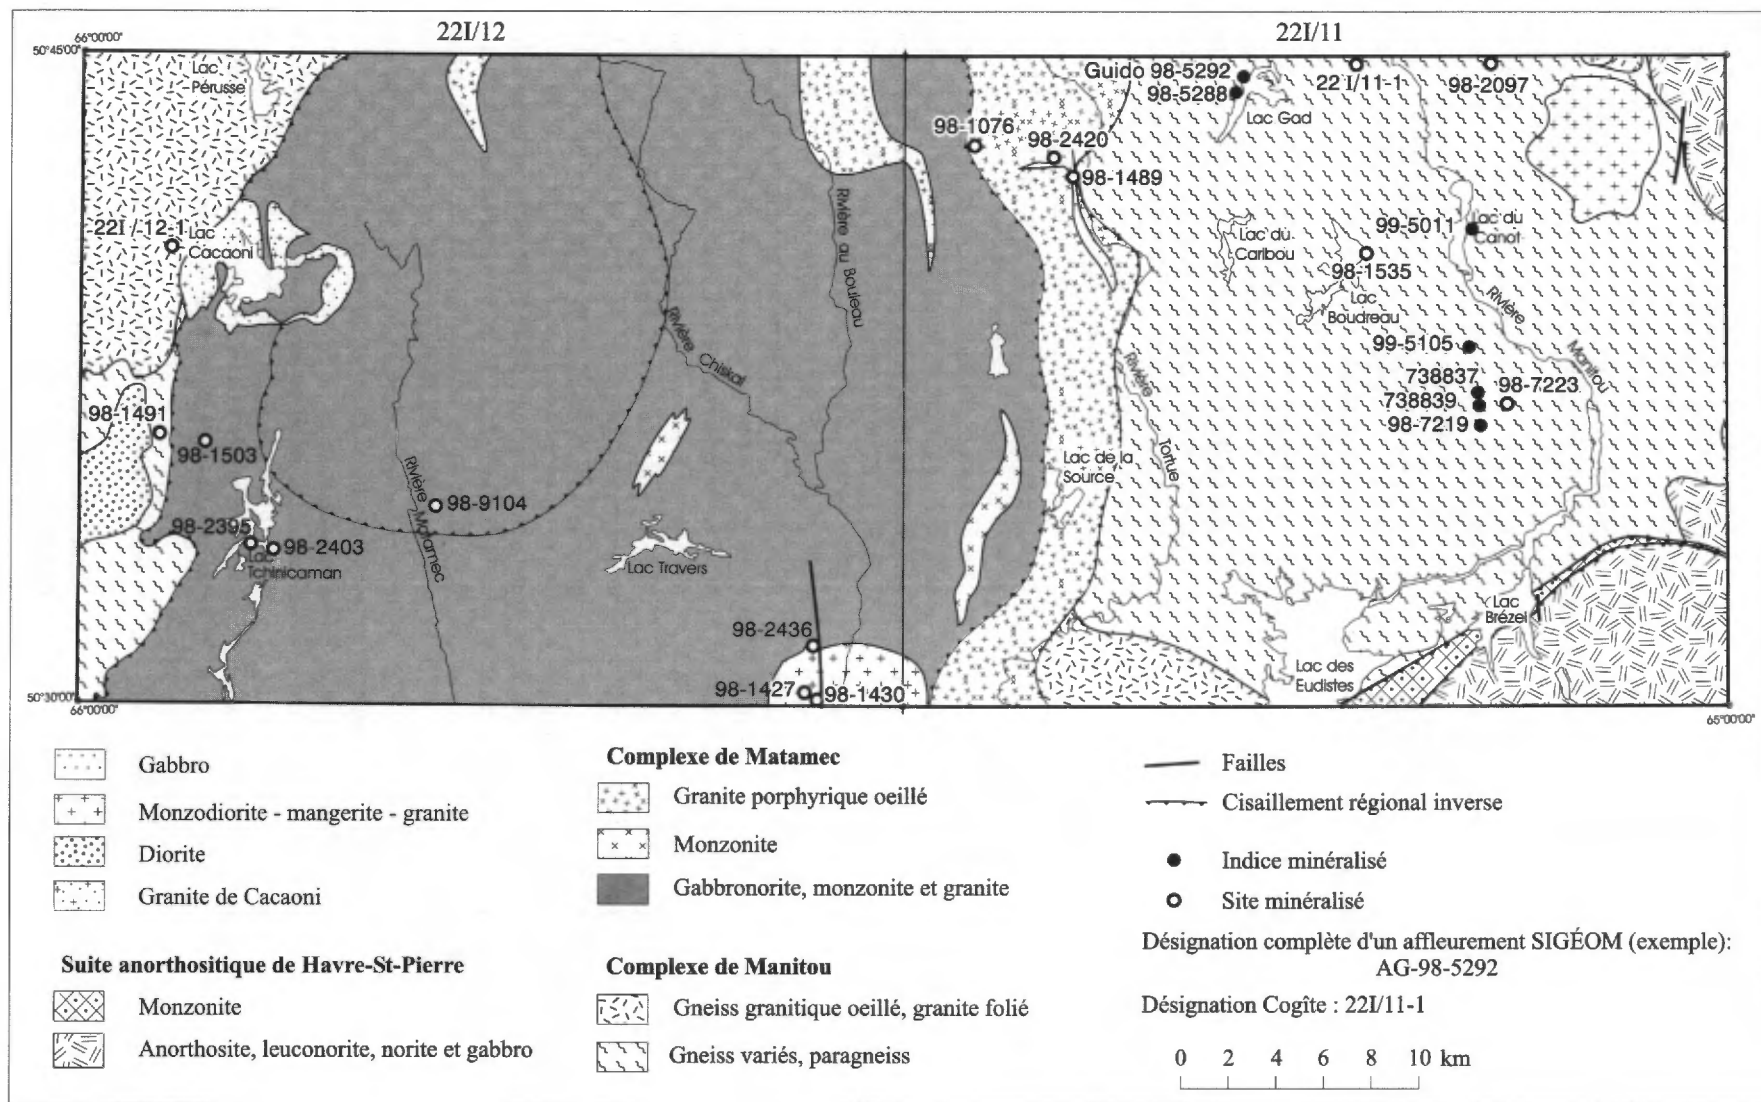 22I/12
22I/11
66°00'00"
50°45'00"
Lac
Pérusse
Guido 98-5292
98-5288
Lac Gad
22 I/11-1
98-2097
98-1076
98-2420
98-1489
22I /-12-1
Lac
Cacaoni
Rivière au Bouleau
Lac du
Caribou
99-5011
Lac du
Canot
98-1535
Lac
Boudreau
Rivière
Manitou
Rivière
Chiskal
99-5105
738837
98-7223
738839
98-7219
Rivière
Tortue
98-1491
98-1503
Lac de la
Source
Rivière Matamec
98-9104
98-2395
98-2403
Lac
Tchinicaman
Lac Travers
98-2436
98-1427
98-1430
Lac
Brézel
Lac des
Eudistes
50°30'00"
66°00'00"
65°00'00"
Gabbro
Monzodiorite - mangerite - granite
Diorite
Granite de Cacaoni
Suite anorthositique de Havre-St-Pierre
Monzonite
Anorthosite, leuconorite, norite et gabbro
Complexe de Matamec
Granite porphyrique oeillé
Monzonite
Gabbronorite, monzonite et granite
Complexe de Manitou
Gneiss granitique oeillé, granite folié
Gneiss variés, paragneiss
Failles
Cisaillement régional inverse
Indice minéralisé
Site minéralisé
Désignation complète d'un affleurement SIGÉOM (exemple):
AG-98-5292
Désignation Cogîte : 22I/11-1
0 2 4 6 8 10 km